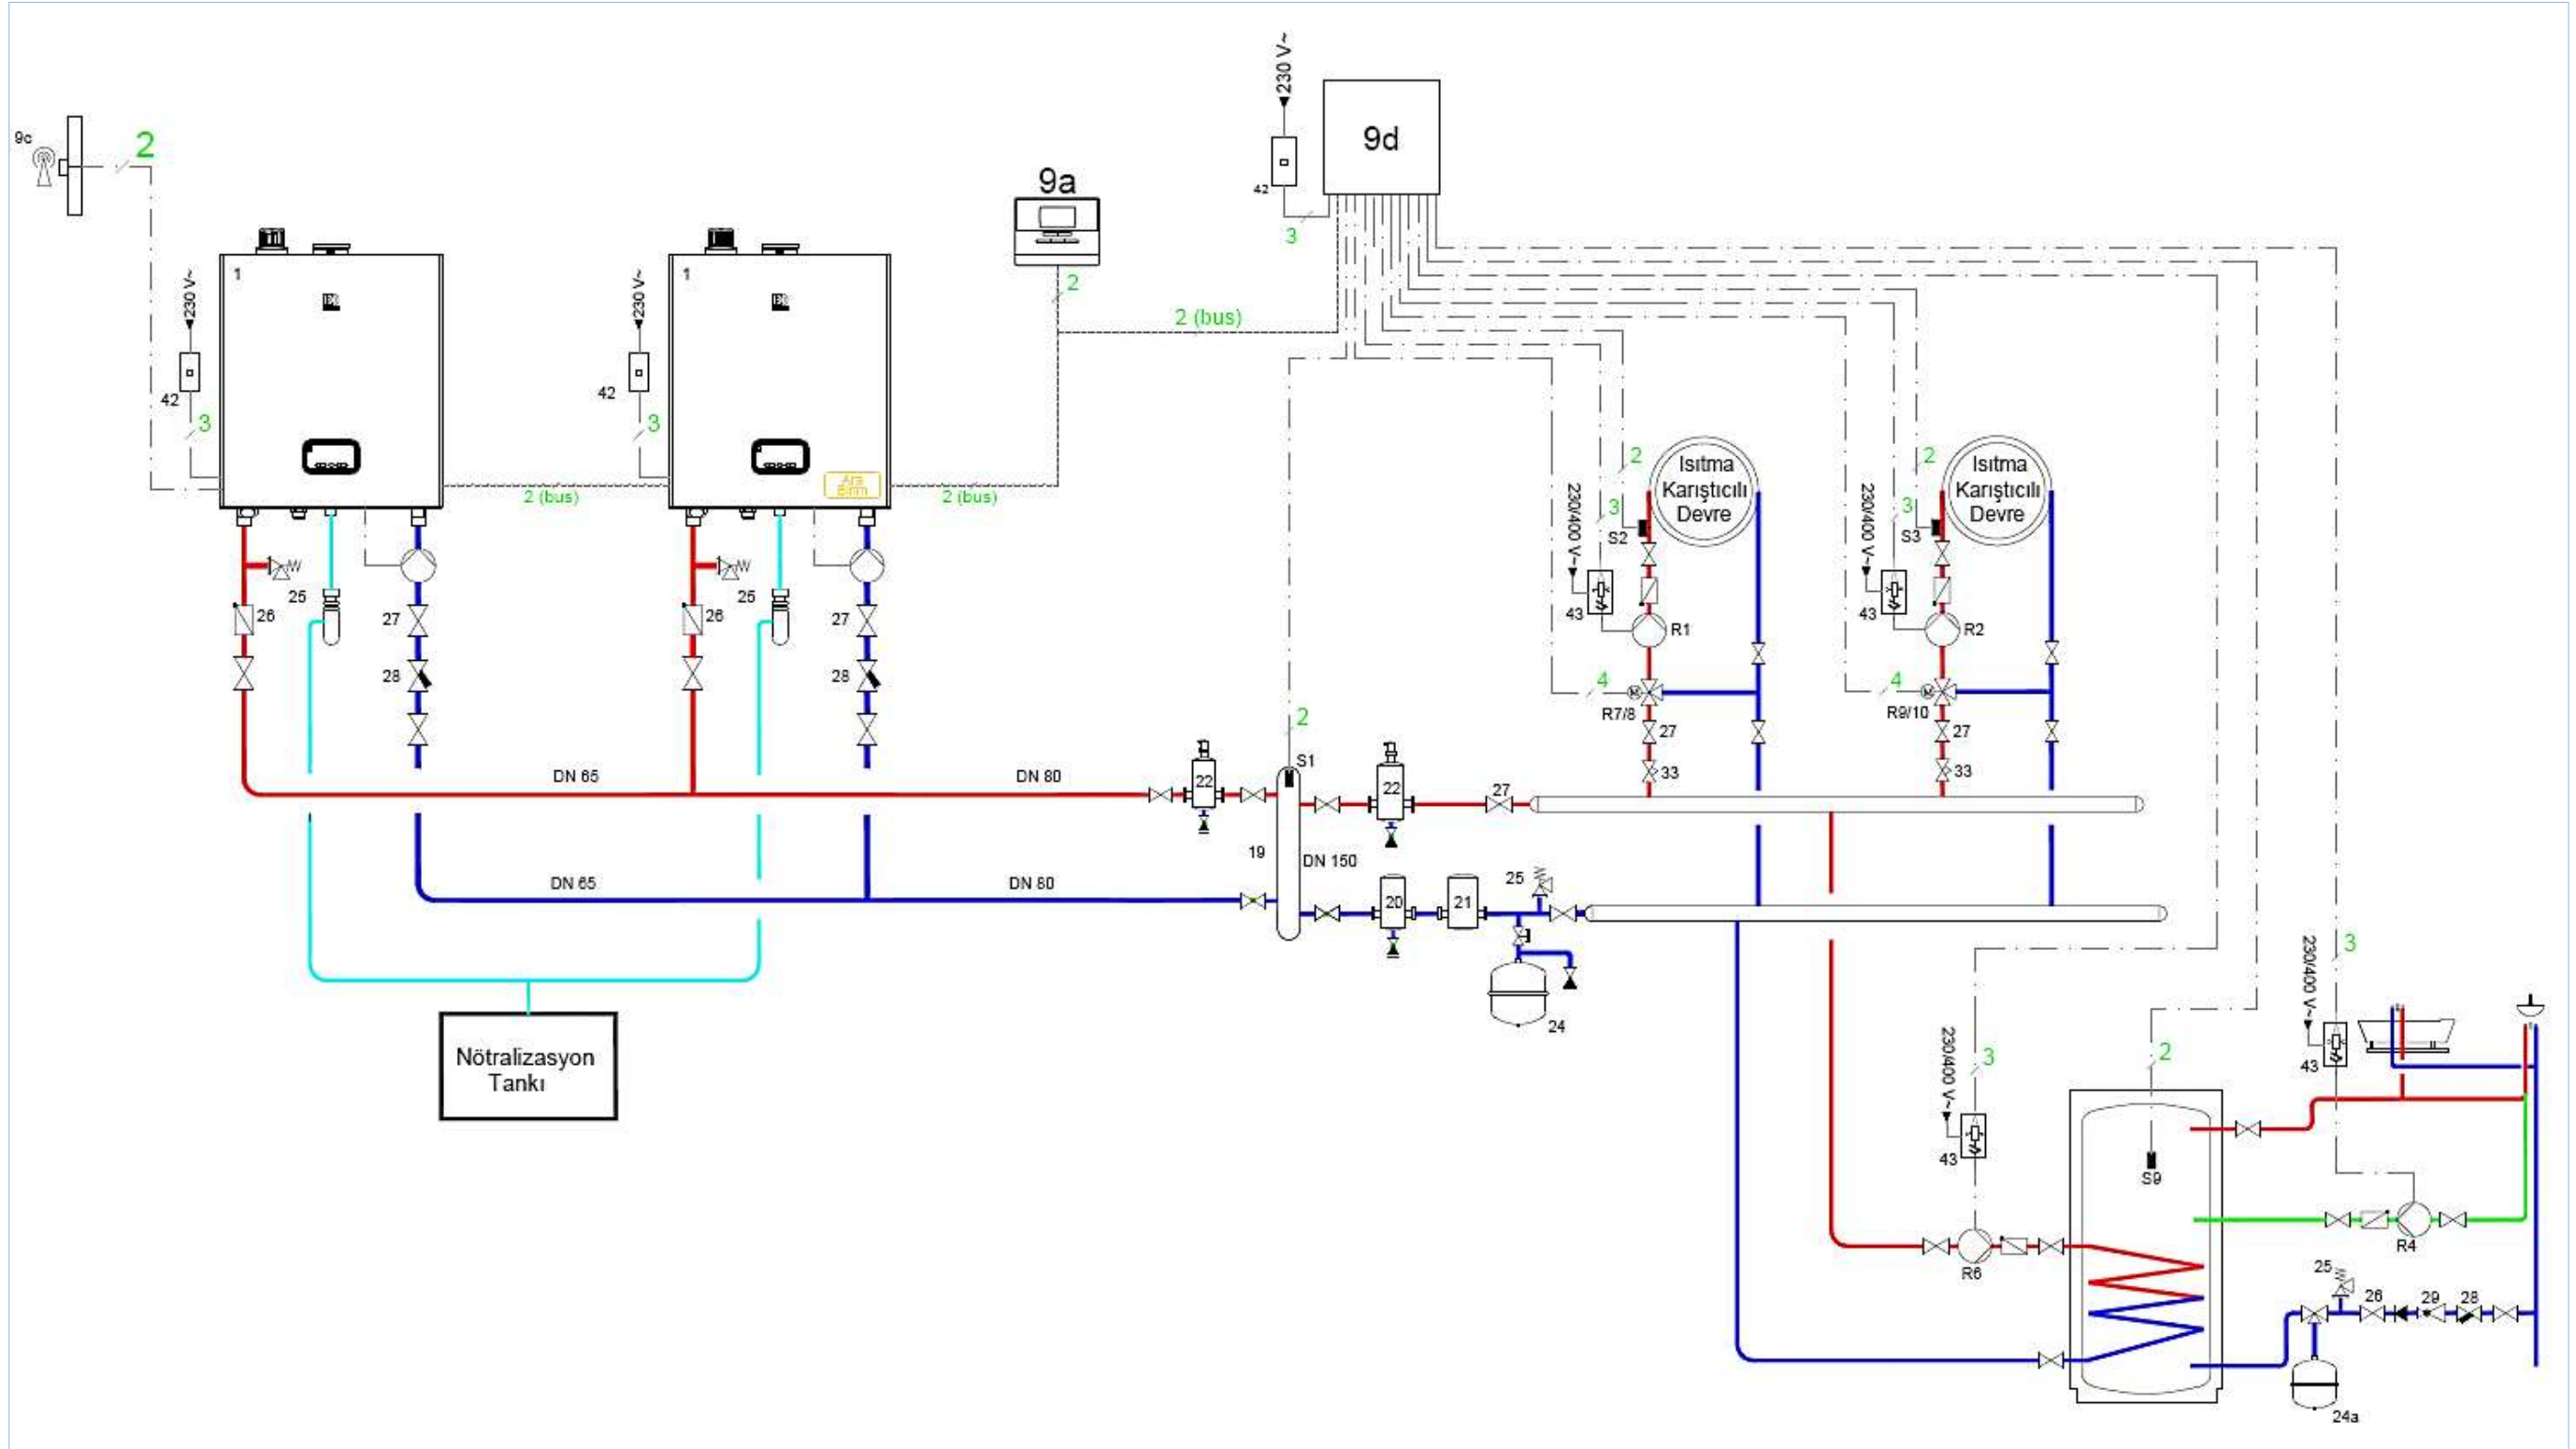 230 V~
9c
2
42
9d
3
9a
2
2 (bus)
1
230 V~
42
3
1
230 V~
42
3
Ara
Birim
2 (bus)
2 (bus)
2
Isıtma
Karıştıcılı
Devre
2
Isıtma
Karıştıcılı
Devre
230/400 V~
3
S2
230/400 V~
3
S3
43
R1
43
R2
25
26
27
28
25
26
27
28
4
R7/8
27
33
4
R9/10
27
33
2
S1
DN 65
DN 80
22
22
27
19
DN 150
DN 65
DN 80
20
21
25
24
Nötralizasyon
Tankı
230/400 V~
3
43
230/400 V~
3
43
2
S9
R6
R4
25
26
29
28
24a